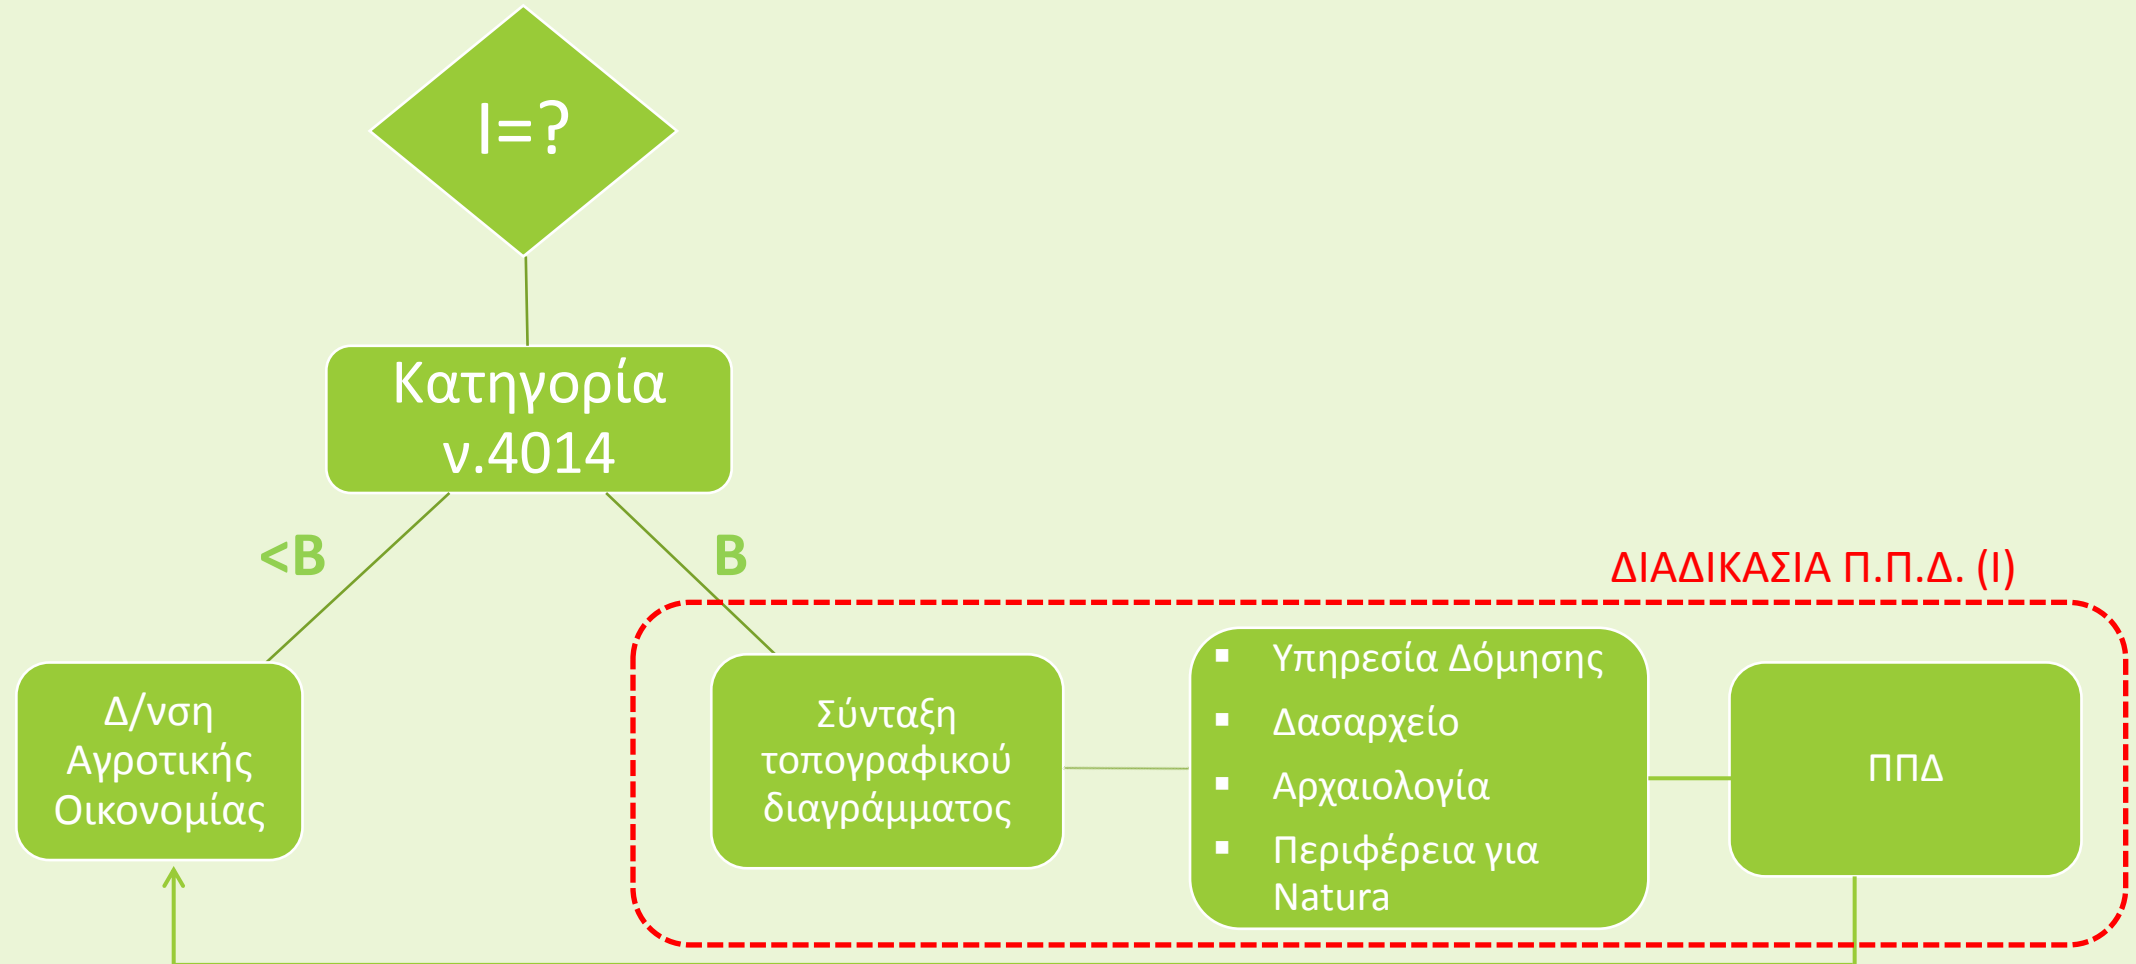 Ι=?
Κατηγορία
ν.4014
<Β
Β
ΔΙΑΔΙΚΑΣΙΑ Π.Π.Δ. (Ι)
Δ/νση
Αγροτικής
Οικονομίας
Σύνταξη
τοπογραφικού
διαγράμματος
▪ Υπηρεσία Δόμησης
▪ Δασαρχείο
▪ Αρχαιολογία
▪ Περιφέρεια για
Natura
ΠΠΔ